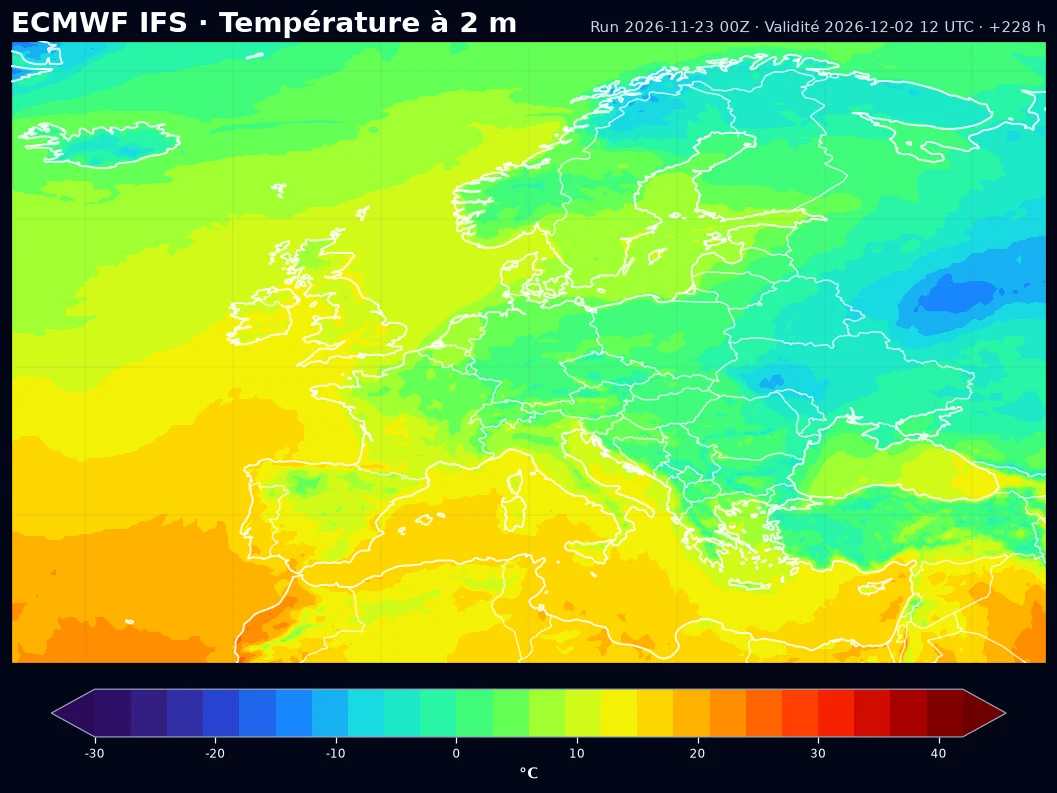 ECMWF IFS · Température à 2 m
Run 2026-11-23 00Z · Validité 2026-12-02 12 UTC · +228 h
-30 -20 -10 0 10 20 30 40
°C